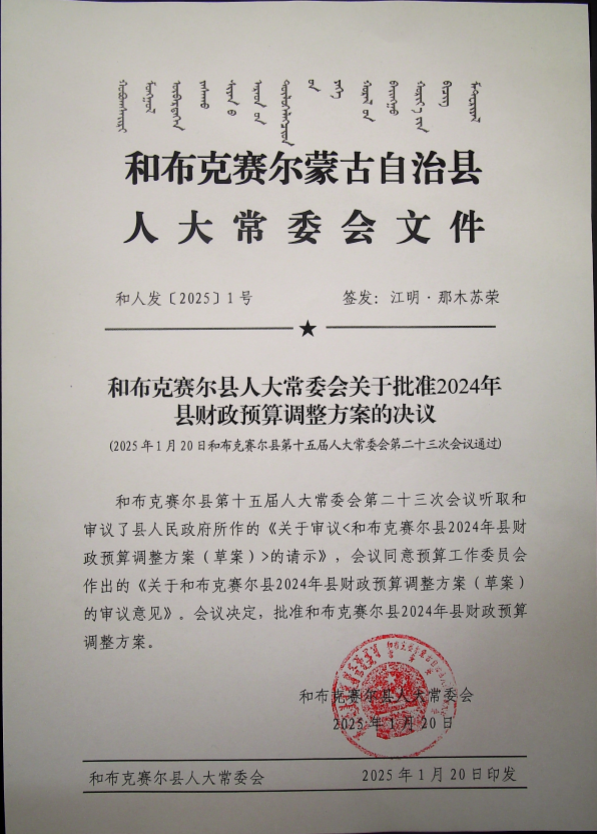 和布克赛尔蒙古自治县
人大常委会文件
和人发〔2025〕1号 签发：江明·那木苏荣
和布克赛尔县人大常委会关于批准2024年
县财政预算调整方案的决议
(2025年1月20日和布克赛尔县第十五届人大常委会第二十三次会议通过)
和布克赛尔县第十五届人大常委会第二十三次会议听取和
审议了县人民政府所作的《关于审议<和布克赛尔县2024年县财
政预算调整方案（草案）>的请示》，会议同意预算工作委员会
作出的《关于和布克赛尔县2024年县财政预算调整方案（草案）
的审议意见》。会议决定，批准和布克赛尔县2024年县财政预算
调整方案。
和布克赛尔县人大常委会
2025年1月20日
和布克赛尔县人大常委会 2025年1月20日印发